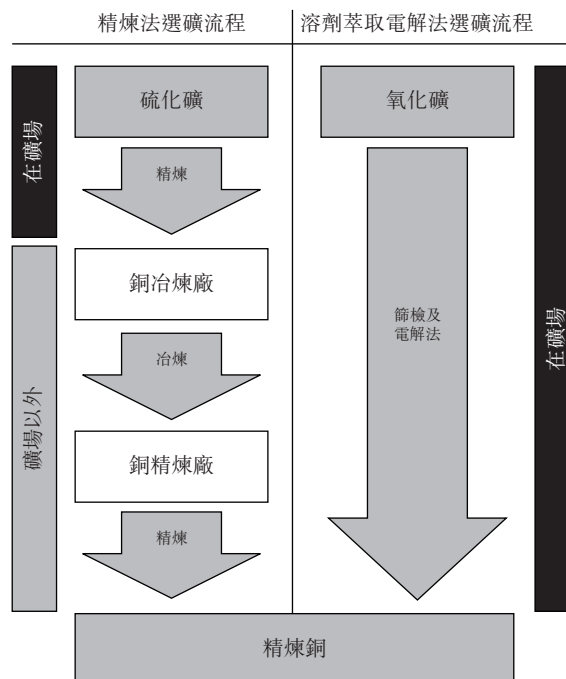 精煉法選礦流程
溶劑萃取電解法選礦流程
在礦場
硫化礦
精煉
礦場以外
銅冶煉廠
冶煉
銅精煉廠
精煉
氧化礦
篩檢及
電解法
在礦場
精煉銅